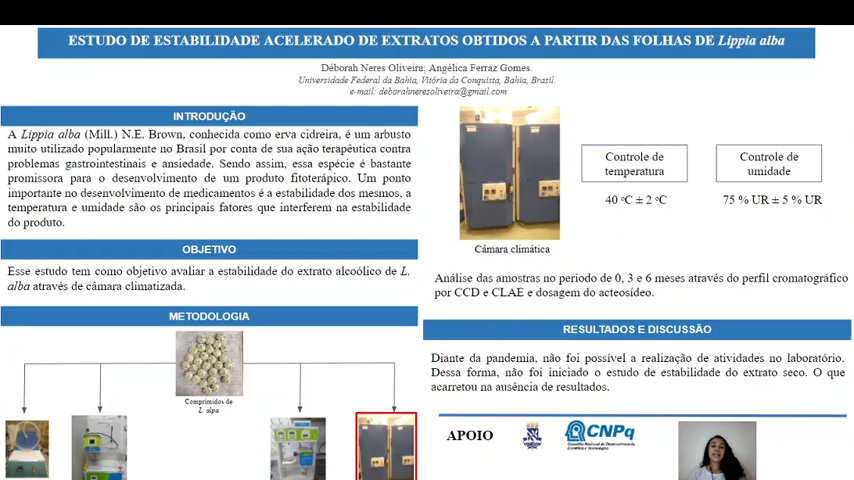 ESTUDO DE ESTABILIDADE ACELERADO DE EXTRATOS OBTIDOS A PARTIR DAS FOLHAS DE Lippia alba
Déborah Neres Oliveira; Angélica Ferraz Gomes.
Universidade Federal da Bahia, Vitória da Conquista, Bahia, Brasil.
e-mail: deborahneresoliveira@gmail.com
INTRODUÇÃO
A Lippia alba (Mill.) N.E. Brown, conhecida como erva cidreira, é um arbusto
muito utilizado popularmente no Brasil por conta de sua ação terapêutica contra
problemas gastrointestinais e ansiedade. Sendo assim, essa espécie é bastante
promissora para o desenvolvimento de um produto fitoterápico. Um ponto
importante no desenvolvimento de medicamentos é a estabilidade dos mesmos, a
temperatura e umidade são os principais fatores que interferem na estabilidade
do produto.
OBJETIVO
Esse estudo tem como objetivo avaliar a estabilidade do extrato alcoólico de L.
alba através de câmara climatizada.
METODOLOGIA
Comprimidos de
L. alpa
Câmara climática
Controle de
temperatura
40 ºC ± 2 ºC
Controle de
umidade
75 % UR ± 5 % UR
Análise das amostras no período de 0, 3 e 6 meses através do perfil cromatográfico
por CCD e CLAE e dosagem do acteosídeo.
RESULTADOS E DISCUSSÃO
Diante da pandemia, não foi possível a realização de atividades no laboratório.
Dessa forma, não foi iniciado o estudo de estabilidade do extrato seco. O que
acarretou na ausência de resultados.
APOIO
CNPq
Conselho Nacional de Desenvolvimento
Científico e Tecnológico